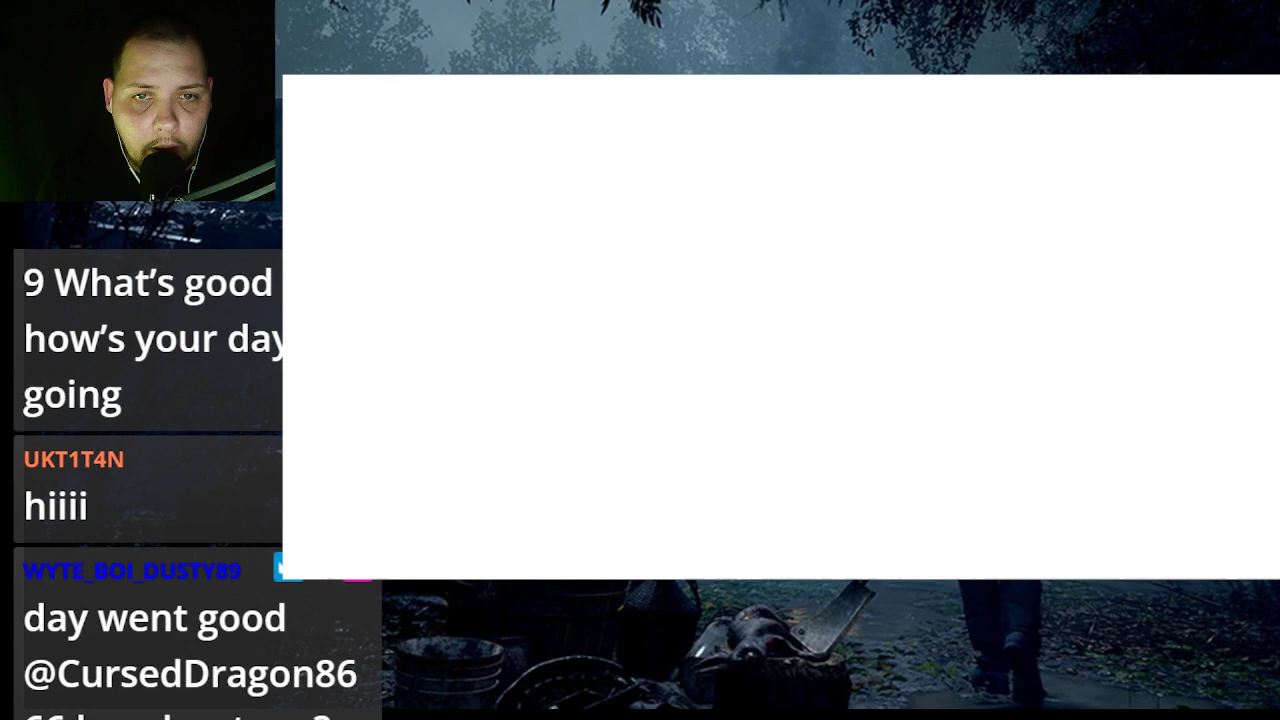 9 What's good
how's your day
going
UKT1T4N
hiiii
WYTE_BOI_DUSTY89
day went good
@CursedDragon86